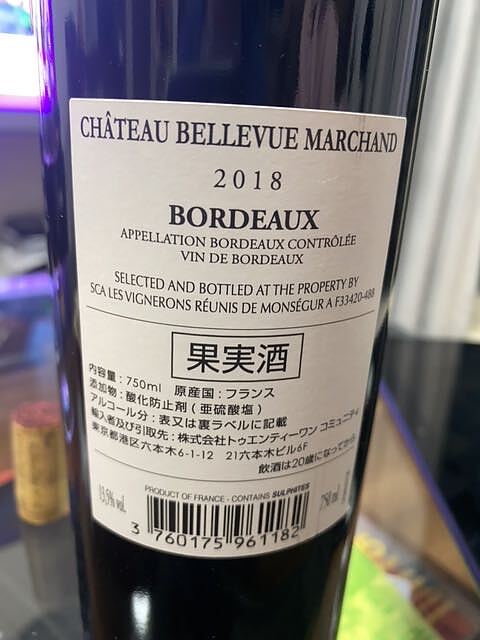 CHÂTEAU BELLEVUE MARCHAND
2018
BORDEAUX
APPELLATION BORDEAUX CONTRÔLÉE
VIN DE BORDEAUX
SELECTED AND BOTTLED AT THE PROPERTY BY
SCA LES VIGNERONS RÉUNIS DE MONSÉGUR A F33420-488
果実酒
内容量：750ml 原産国：フランス
添加物：酸化防止剤（亜硫酸塩）
アルコール分：表又は裏ラベルに記載
輸入者及び引取先：株式会社トゥエンティーワン コミュニティ
東京都港区六本木6-1-12 21六本木ビル6F
飲酒は20歳になってから
PRODUCT OF FRANCE - CONTAINS SULPHITES
13,5% vol. 750 ml
3 760175 961182